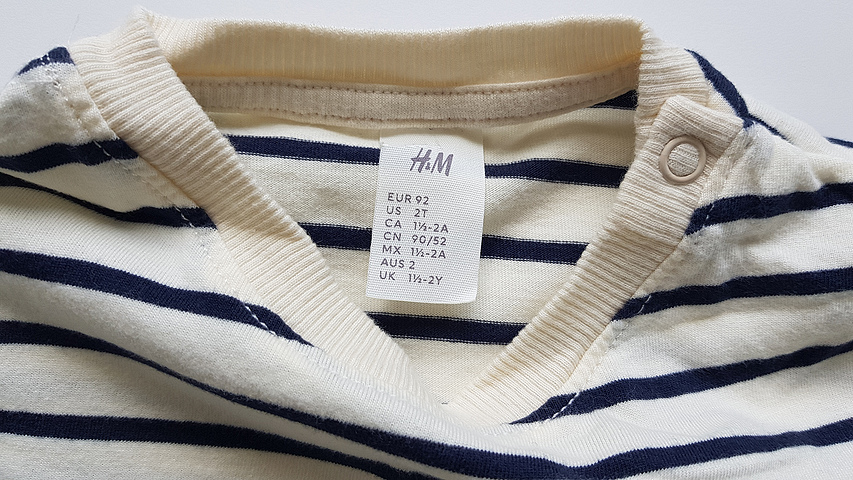 H&M
EUR 92
US 2T
CA 1½-2A
CN 90/52
MX 1½-2A
AUS 2
UK 1½-2Y